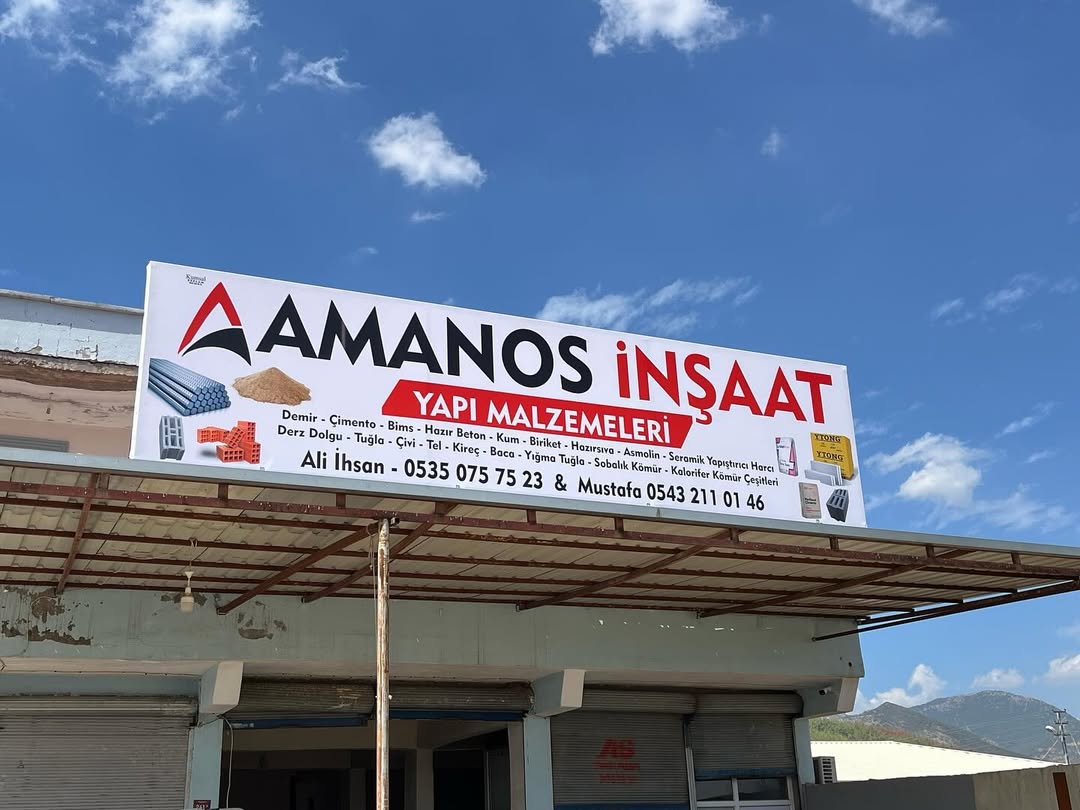 Kumsal
AMANOS İNŞAAT
YAPI MALZEMELERİ
Demir - Çimento - Bims - Hazır Beton - Kum - Biriket - Hazırsıva - Asmolin - Seramik Yapıştırıcı Harcı
Derz Dolgu - Tuğla - Çivi - Tel - Kireç - Baca - Yığma Tuğla - Sobalık Kömür - Kalorifer Kömür Çeşitleri
Ali İhsan - 0535 075 75 23 & Mustafa 0543 211 01 46
YTONG
YTONG